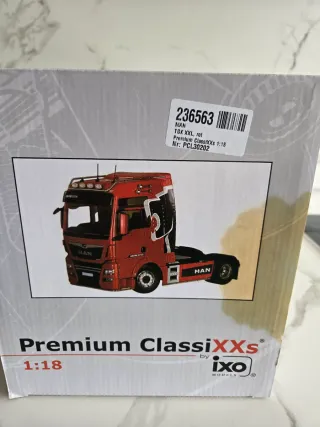 236563
MAN
TGX XXL, rot
Premium ClassiXXs 1:18
Nr: PCL30202
MAN
Premium ClassiXXs®
by ixo®
MODELS
1:18